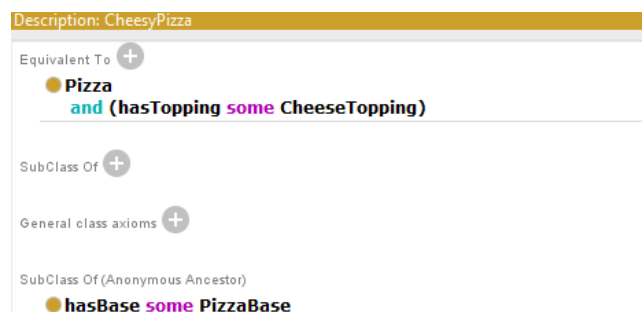 Description: CheesyPizza
Equivalent To
Pizza
and (hasTopping some CheeseTopping)
SubClass Of
General class axioms
SubClass Of (Anonymous Ancestor)
hasBase some PizzaBase